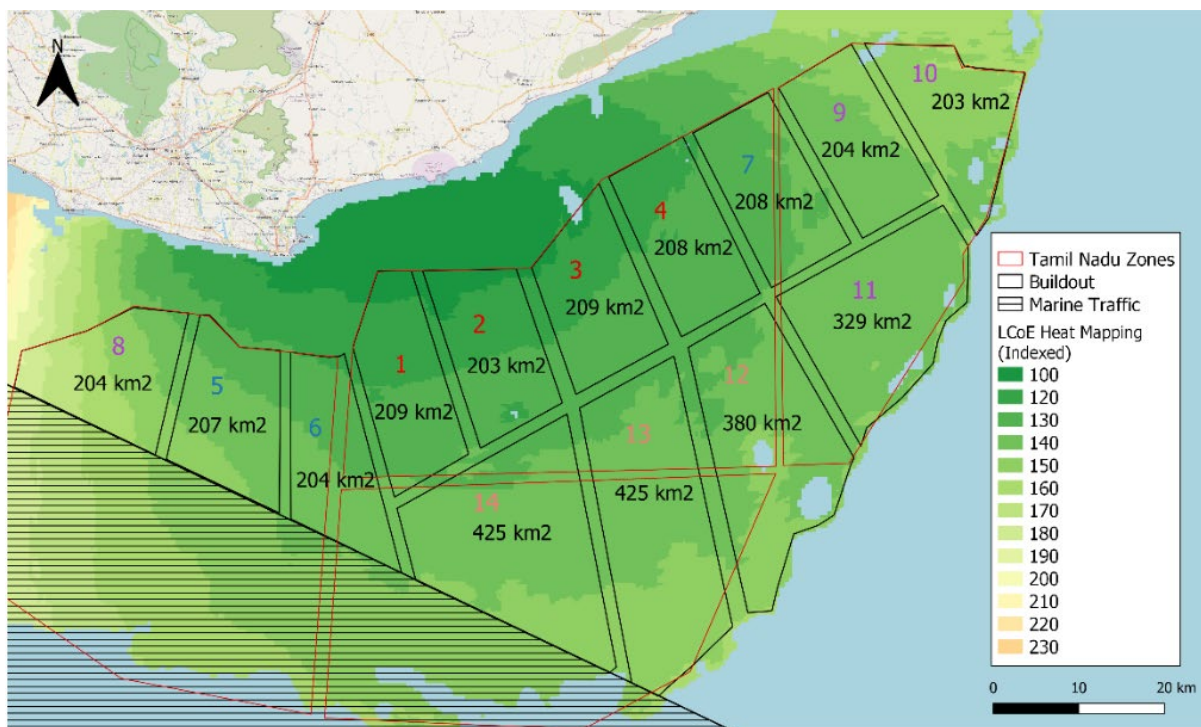 N
10
203 km2
9
204 km2
7
208 km2
4
208 km2
3
209 km2
11
329 km2
2
203 km2
1
209 km2
8
204 km2
5
207 km2
6
204 km2
12
380 km2
13
425 km2
14
425 km2
Tamil Nadu Zones
Buildout
Marine Traffic
LCoE Heat Mapping
(Indexed)
100
120
130
140
150
160
170
180
190
200
210
220
230
0 10 20 km